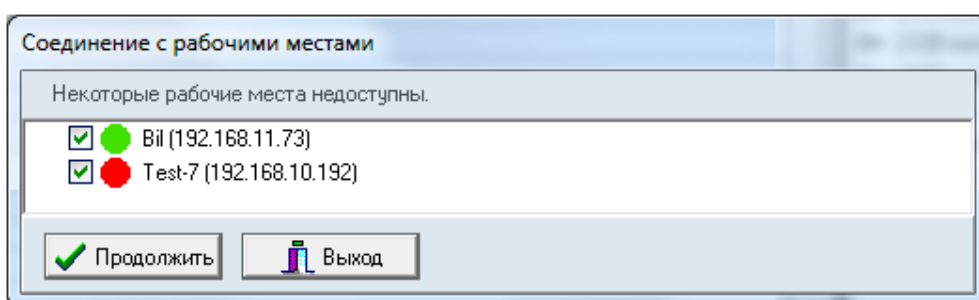 Соединение с рабочими местами
Некоторые рабочие места недоступны.
Bil (192.168.11.73)
Test-7 (192.168.10.192)
Продолжить Выход